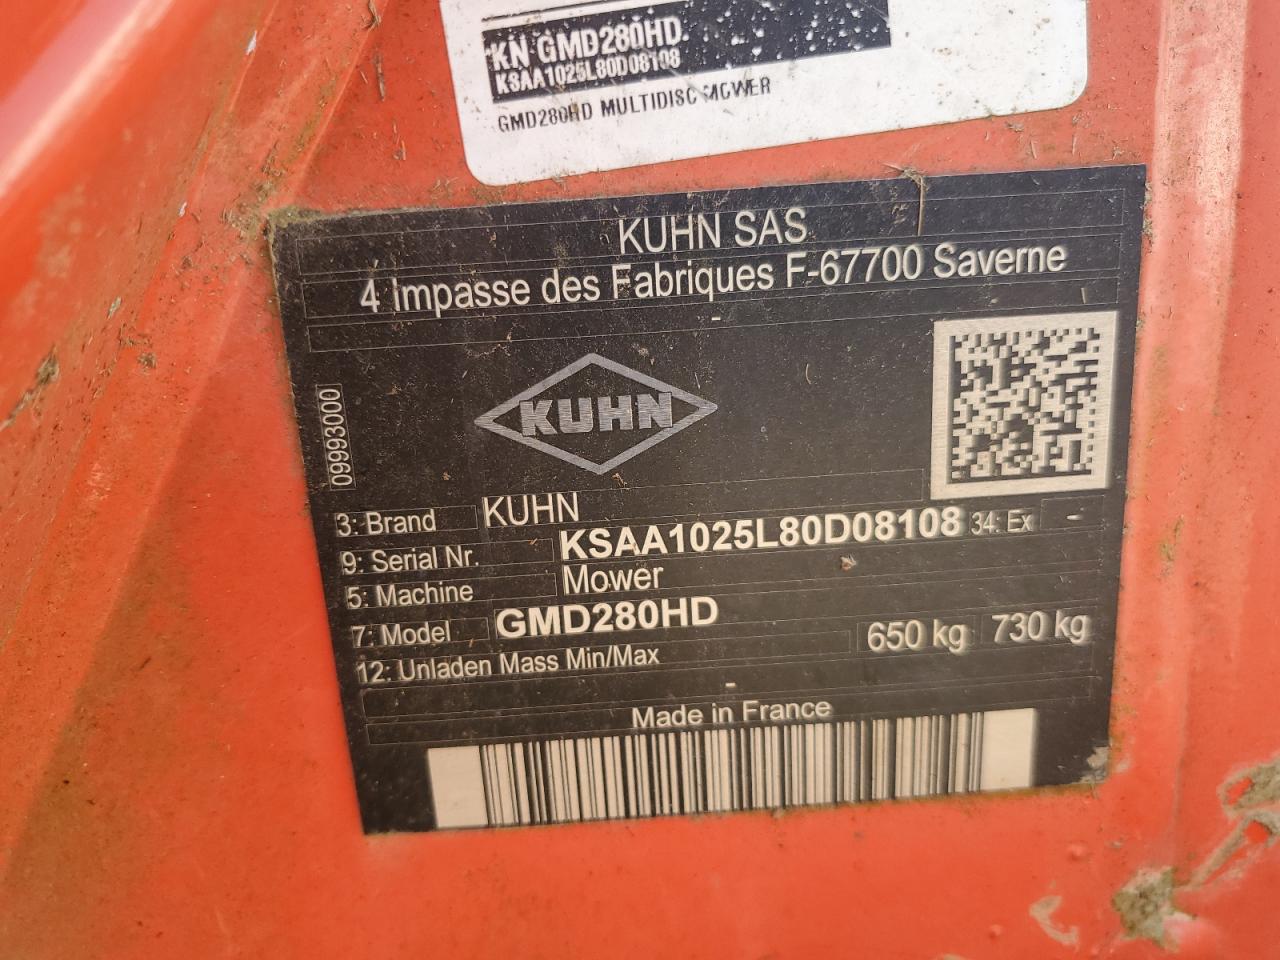 KN GMD280HD
KSAA1025L80D08108
GMD280HD MULTIDISC MOWER
KUHN SAS
4 Impasse des Fabriques F-67700 Saverne
-
09993000
KUHN
3: Brand KUHN
9: Serial Nr. KSAA1025L80D08108 34: Ex -
5: Machine Mower
7: Model GMD280HD
12: Unladen Mass Min/Max 650 kg 730 kg
-
Made in France